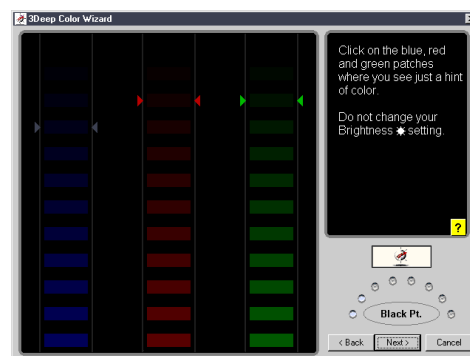 3Deep Color Wizard
Click on the blue, red
and green patches
where you see just a hint
of color.
Do not change your
Brightness setting.
?
Black Pt.
< Back
Next >
Cancel